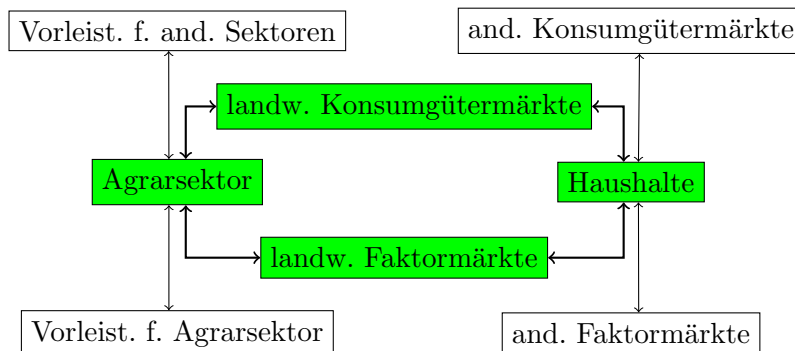 Vorleist. f. and. Sektoren
and. Konsumgütermärkte
landw. Konsumgütermärkte
Agrarsektor
Haushalte
landw. Faktormärkte
Vorleist. f. Agrarsektor
and. Faktormärkte